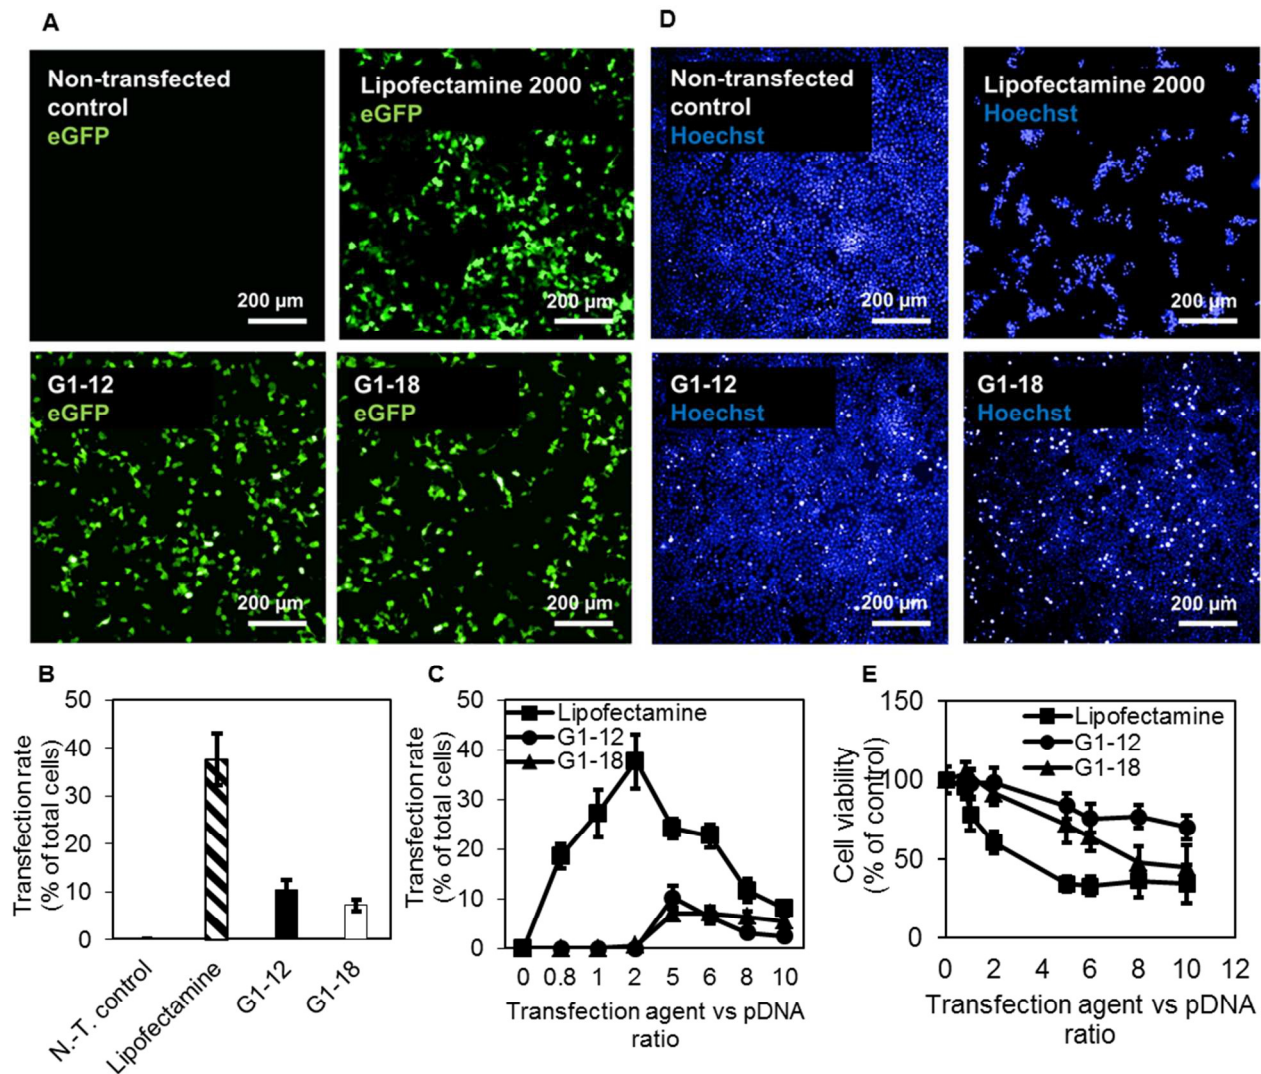 A
Non-transfected
control
eGFP
200 µm
Lipofectamine 2000
eGFP
200 µm
G1-12
eGFP
200 µm
G1-18
eGFP
200 µm
D
Non-transfected
control
Hoechst
200 µm
Lipofectamine 2000
Hoechst
200 µm
G1-12
Hoechst
200 µm
G1-18
Hoechst
200 µm
B
Transfection rate
(% of total cells)
50
40
30
20
10
0
N.-T. control
Lipofectamine
G1-12
G1-18
C
Transfection rate
(% of total cells)
50
40
30
20
10
0
Lipofectamine
G1-12
G1-18
0 0.8 1 2 5 6 8 10
Transfection agent vs pDNA
ratio
E
Cell viability
(% of control)
150
100
50
0
Lipofectamine
G1-12
G1-18
0 2 4 6 8 10 12
Transfection agent vs pDNA
ratio